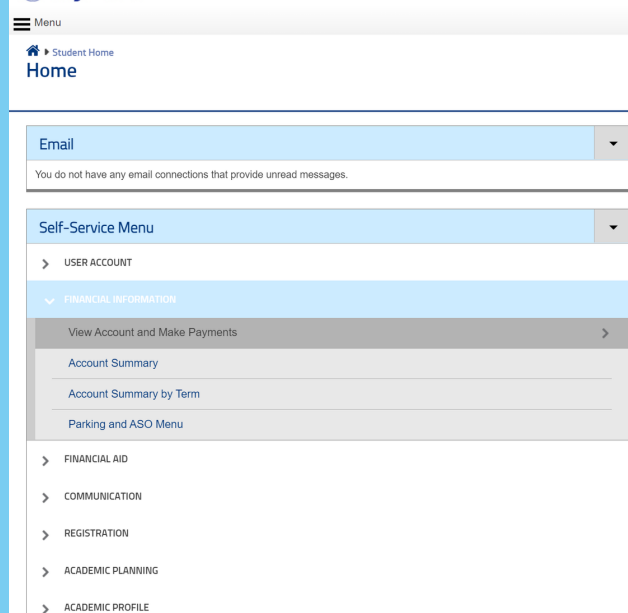 Menu
Student Home
Home
Email
You do not have any email connections that provide unread messages.
Self-Service Menu
USER ACCOUNT
FINANCIAL INFORMATION
View Account and Make Payments
Account Summary
Account Summary by Term
Parking and ASO Menu
FINANCIAL AID
COMMUNICATION
REGISTRATION
ACADEMIC PLANNING
ACADEMIC PROFILE